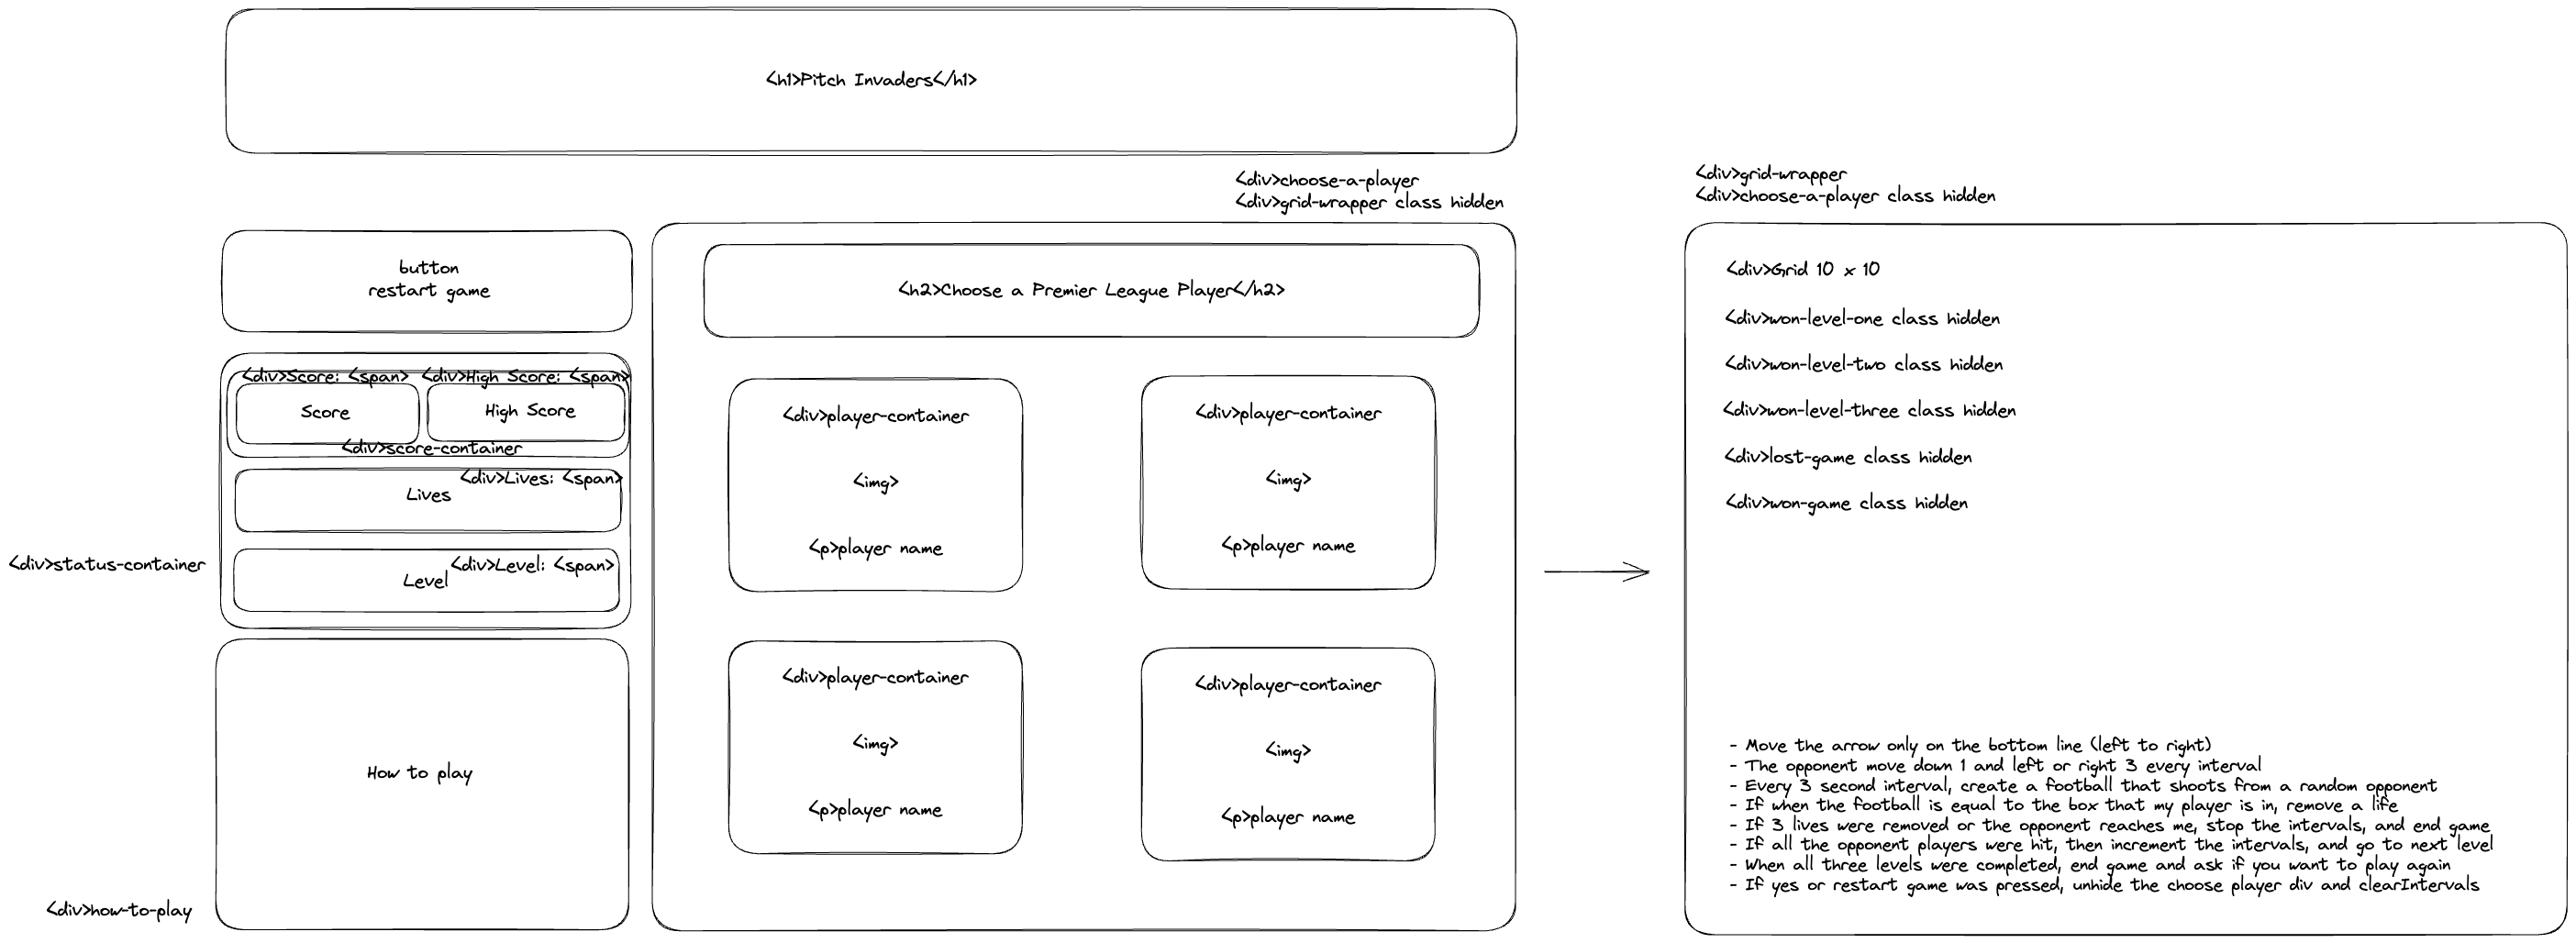 <h1>Pitch Invaders</h1>
<div>choose-a-player
<div>grid-wrapper class hidden
button
restart game
<div>Score: <span>
<div>High Score: <span>
Score
High Score
<div>score-container
<div>Lives: <span>
Lives
<div>Level: <span>
Level
<div>status-container
How to play
<div>how-to-play
<h2>Choose a Premier League Player</h2>
<div>player-container
<img>
<p>player name
<div>player-container
<img>
<p>player name
<div>player-container
<img>
<p>player name
<div>player-container
<img>
<p>player name
<div>grid-wrapper
<div>choose-a-player class hidden
<div>Grid 10 x 10
<div>won-level-one class hidden
<div>won-level-two class hidden
<div>won-level-three class hidden
<div>lost-game class hidden
<div>won-game class hidden
- Move the arrow only on the bottom line (left to right)
- The opponent move down 1 and left or right 3 every interval
- Every 3 second interval, create a football that shoots from a random opponent
- If when the football is equal to the box that my player is in, remove a life
- If 3 lives were removed or the opponent reaches me, stop the intervals, and end game
- If all the opponent players were hit, then increment the intervals, and go to next level
- When all three levels were completed, end game and ask if you want to play again
- If yes or restart game was pressed, unhide the choose player div and clearIntervals